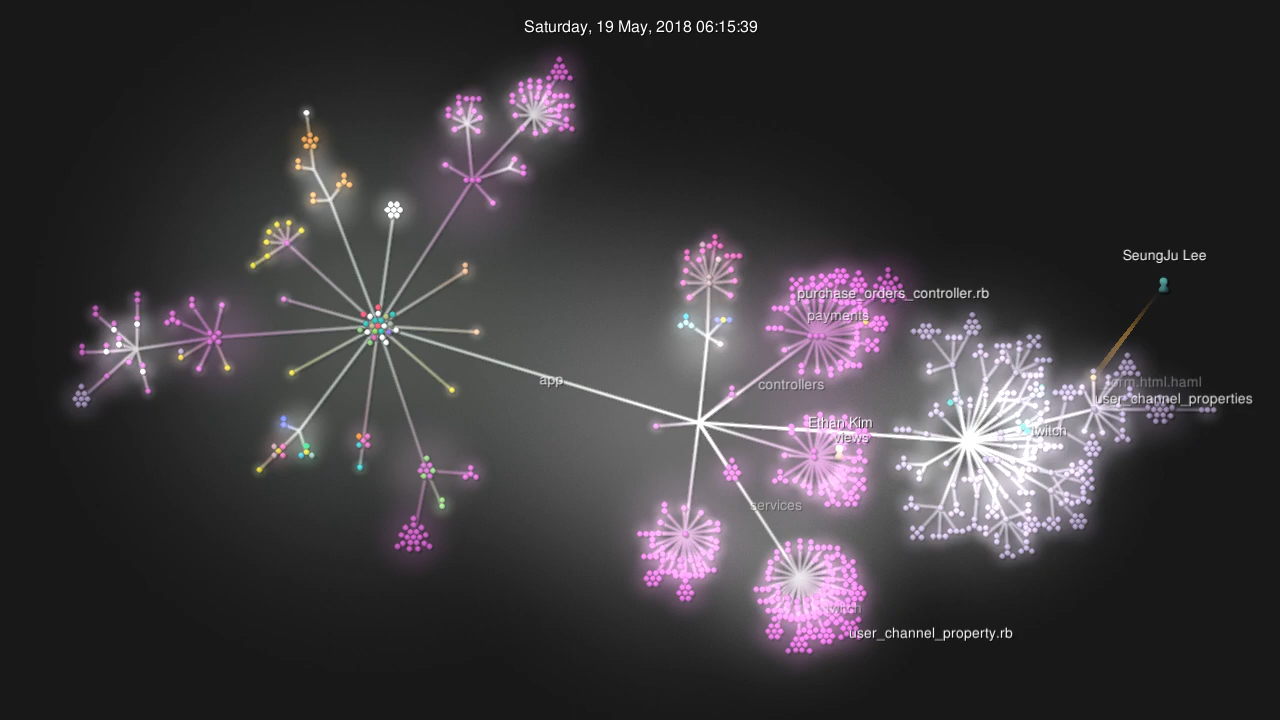 Saturday, 19 May, 2018 06:15:39
SeungJu Lee
purchase_orders_controller.rb
payments
app
controllers
orm.html.haml
user_channel_properties
Ethan Kim
views
twitch
services
twitch
user_channel_property.rb